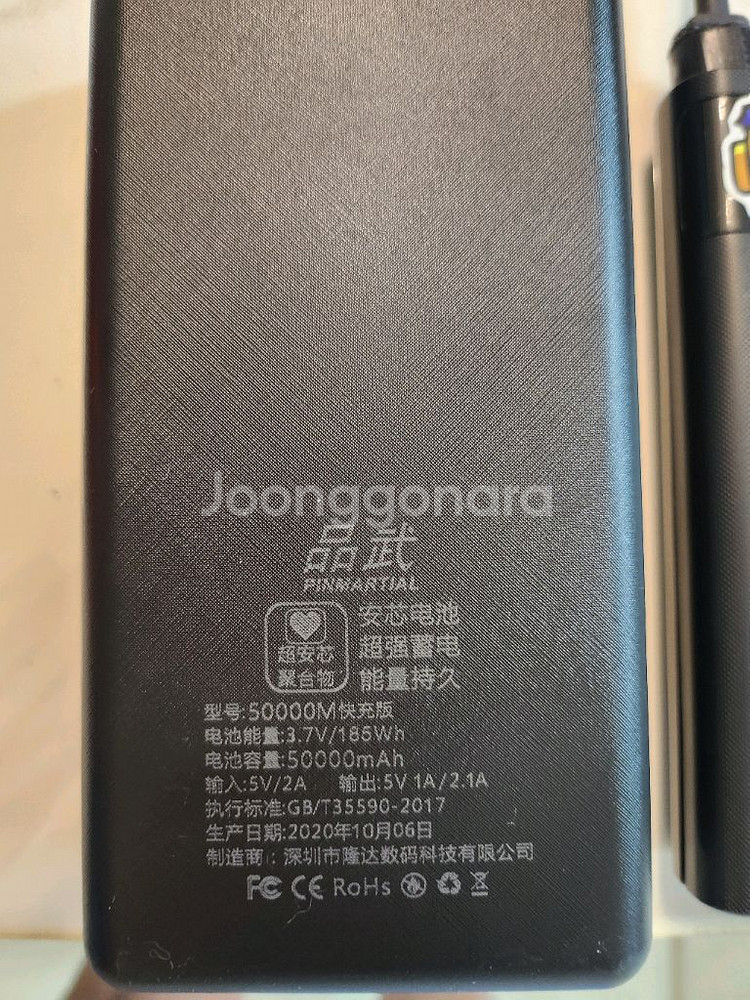 Joonggonara
品武
PINMARTIAL
超安芯
聚合物
安芯电池
超强蓄电
能量持久
型号:50000M快充版
电池能量:3.7V/185Wh
电池容量:50000mAh
输入:5V/2A 输出:5V 1A/2.1A
执行标准:GB/T35590-2017
生产日期:2020年10月06日
制造商:深圳市隆达数码科技有限公司
FC CE RoHs